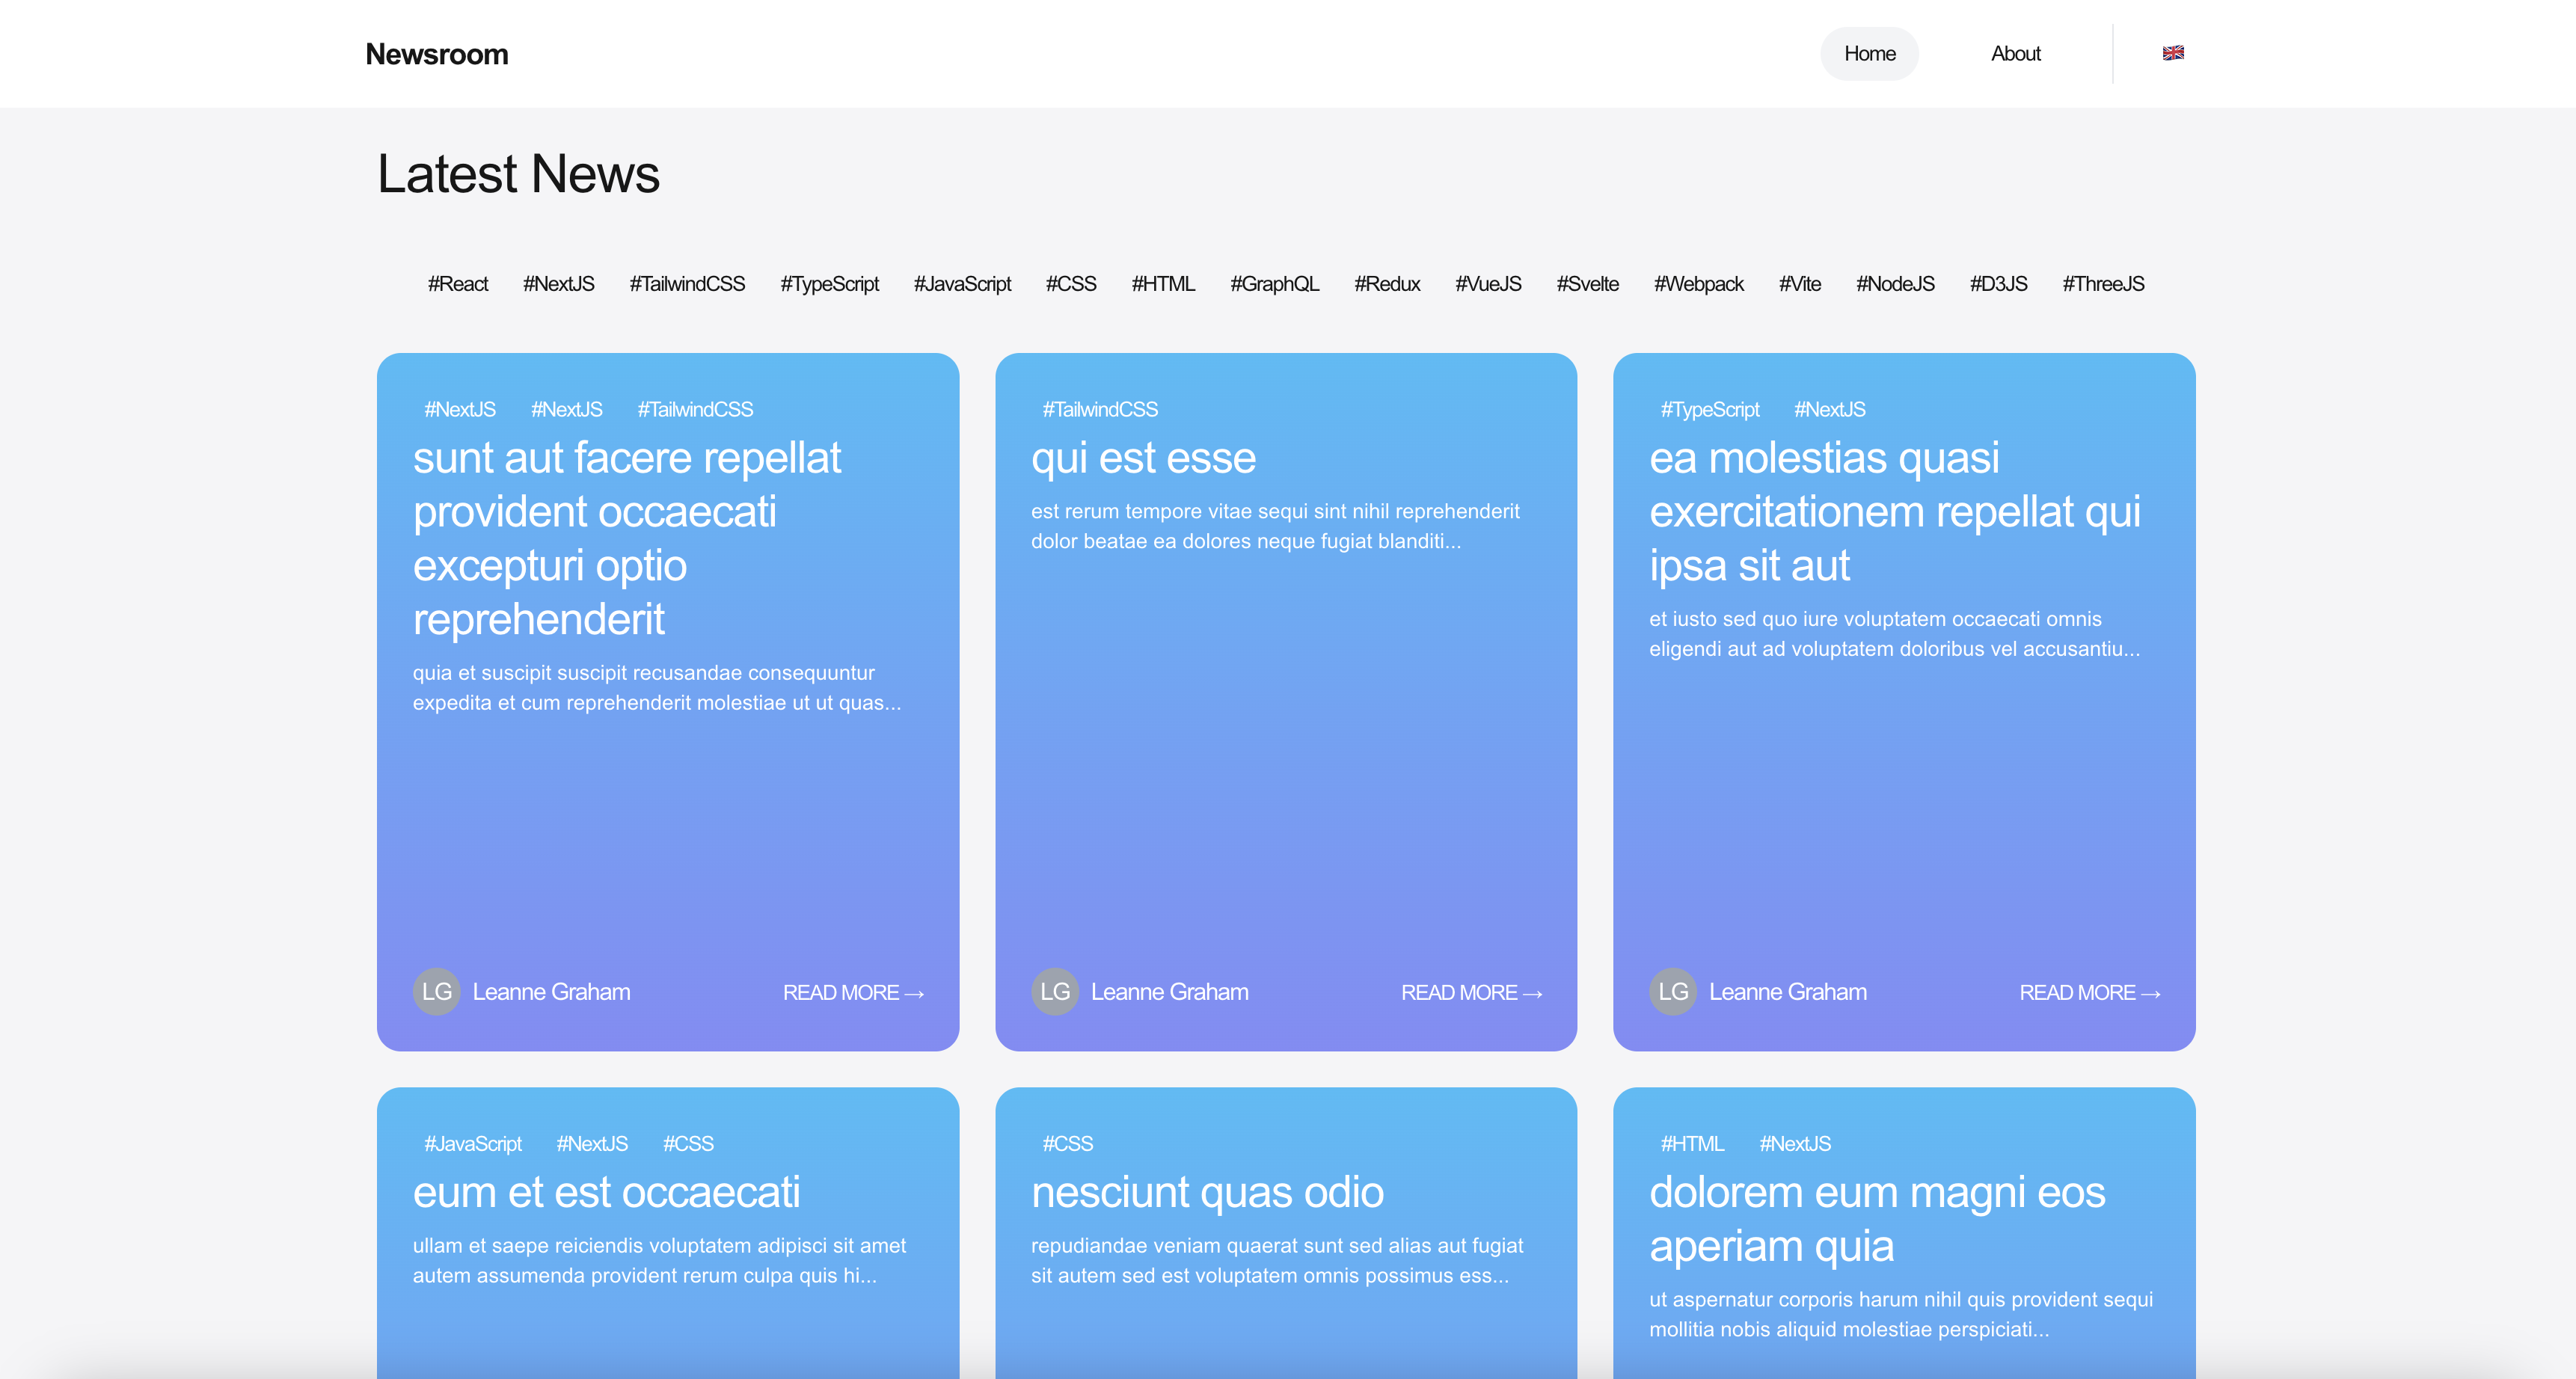 Newsroom
Home
About
Latest News
#React #NextJS #TailwindCSS #TypeScript #JavaScript #CSS #HTML #GraphQL #Redux #VueJS #Svelte #Webpack #Vite #NodeJS #D3JS #ThreeJS
#NextJS #NextJS #TailwindCSS
sunt aut facere repellat
provident occaecati
excepturi optio
reprehenderit
quia et suscipit suscipit recusandae consequuntur
expedita et cum reprehenderit molestiae ut ut quas...
LG Leanne Graham READ MORE →
#TailwindCSS
qui est esse
est rerum tempore vitae sequi sint nihil reprehenderit
dolor beatae ea dolores neque fugiat blanditi...
LG Leanne Graham READ MORE →
#TypeScript #NextJS
ea molestias quasi
exercitationem repellat qui
ipsa sit aut
et iusto sed quo iure voluptatem occaecati omnis
eligendi aut ad voluptatem doloribus vel accusantiu...
LG Leanne Graham READ MORE →
#JavaScript #NextJS #CSS
eum et est occaecati
ullam et saepe reiciendis voluptatem adipisci sit amet
autem assumenda provident rerum culpa quis hi...
#CSS
nesciunt quas odio
repudiandae veniam quaerat sunt sed alias aut fugiat
sit autem sed est voluptatem omnis possimus ess...
#HTML #NextJS
dolorem eum magni eos
aperiam quia
ut aspernatur corporis harum nihil quis provident sequi
mollitia nobis aliquid molestiae perspiciati...